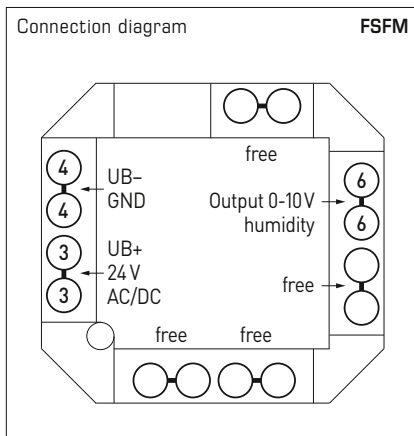 Connection diagram FSFM
free
4
4
UB–
GND
6
6
Output 0-10 V
humidity
3
3
UB+
24 V
AC/DC
free
free free